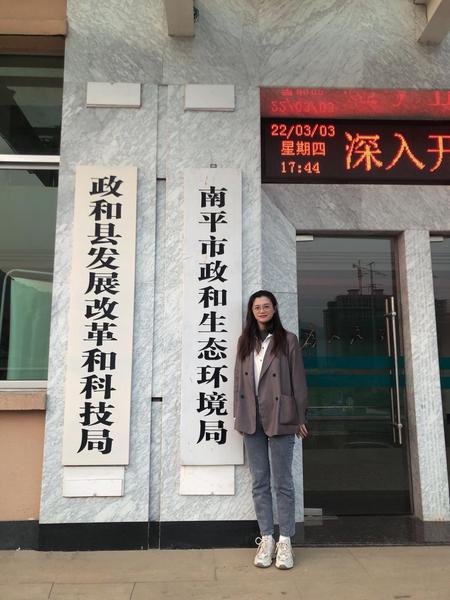 政和县发展改革和科技局
南平市政和生态环境局
22/03/03
星期四
17:44
深入开